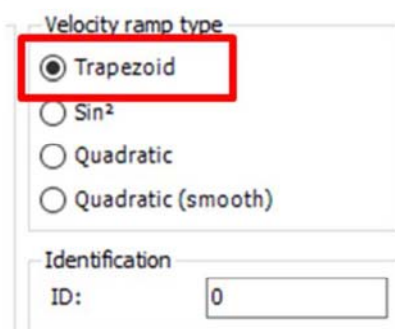 Velocity ramp type
Trapezoid
Sin²
Quadratic
Quadratic (smooth)
Identification
ID: 0